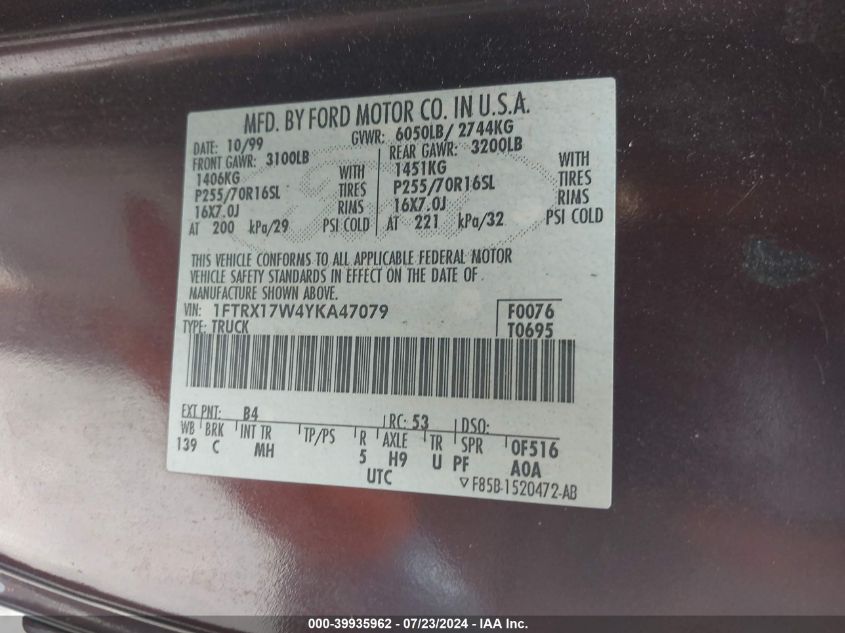 MFD. BY FORD MOTOR CO. IN U.S.A.
DATE: 10/99 GVWR: 6050LB/ 2744KG
FRONT GAWR: 3100LB REAR GAWR: 3200LB
1406KG WITH 1451KG WITH
P255/70R16SL TIRES P255/70R16SL TIRES
16X7.0J RIMS 16X7.0J RIMS
AT 200 kPa/29 PSI COLD AT 221 kPa/32 PSI COLD
THIS VEHICLE CONFORMS TO ALL APPLICABLE FEDERAL MOTOR
VEHICLE SAFETY STANDARDS IN EFFECT ON THE DATE OF
MANUFACTURE SHOWN ABOVE.
VIN: 1FTRX17W4YKA47079 F0076
TYPE: TRUCK T0695
EXT PNT: B4 RC: 53 DSO:
WB BRK INT TR TP/PS R AXLE TR SPR 0F516
139 C MH 5 H9 U PF A0A
UTC
F85B-1520472-AB
000-39935962 / 07/23/2024 - IAA Inc.